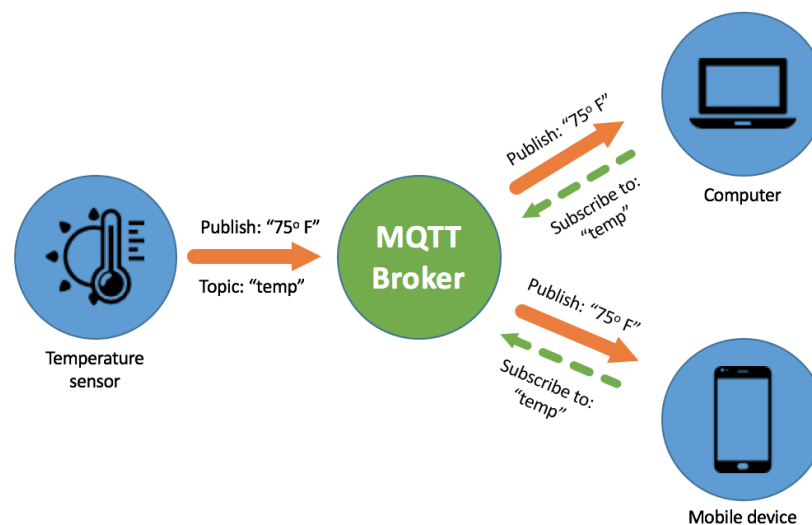 Publish: “75º F”
Topic: “temp”
Temperature
sensor
MQTT
Broker
Publish: “75º F”
Subscribe to:
“temp”
Computer
Publish: “75º F”
Subscribe to:
“temp”
Mobile device